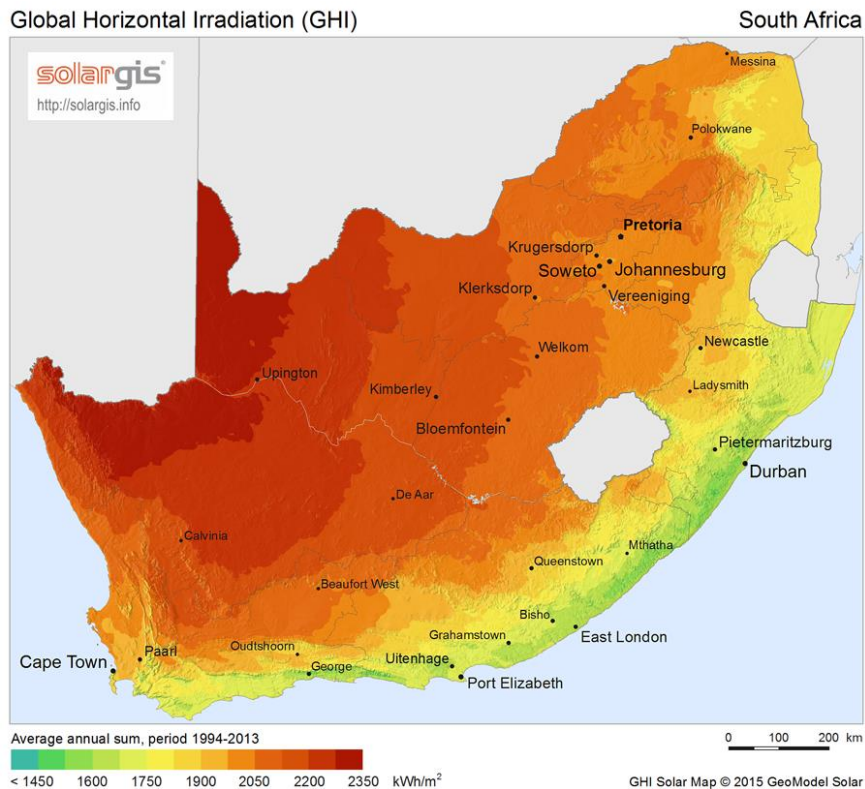 Global Horizontal Irradiation (GHI)
South Africa
solargis
http://solargis.info
Messina
Polokwane
Pretoria
Krugersdorp
Soweto
Johannesburg
Klerksdorp
Vereeniging
Welkom
Newcastle
Upington
Kimberley
Ladysmith
Bloemfontein
Pietermaritzburg
Durban
De Aar
Calvinia
Mthatha
Queenstown
Beaufort West
Bisho
East London
Grahamstown
Cape Town
Paarl
Oudtshoorn
George
Uitenhage
Port Elizabeth
Average annual sum, period 1994-2013
0 100 200 km
< 1450 1600 1750 1900 2050 2200 2350 kWh/m²
GHI Solar Map © 2015 GeoModel Solar